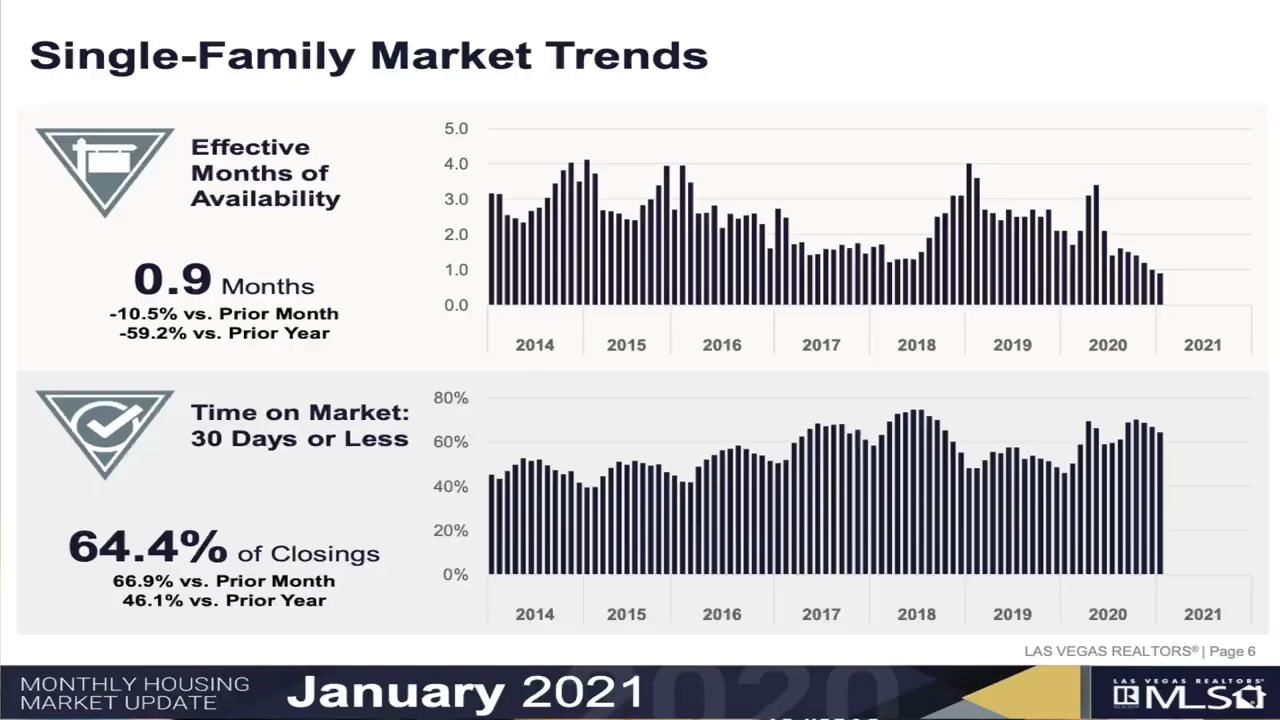 Single-Family Market Trends
Effective
Months of
Availability
0.9 Months
-10.5% vs. Prior Month
-59.2% vs. Prior Year
5.0
4.0
3.0
2.0
1.0
0.0
2014 2015 2016 2017 2018 2019 2020 2021
Time on Market:
30 Days or Less
64.4% of Closings
66.9% vs. Prior Month
46.1% vs. Prior Year
80%
60%
40%
20%
0%
2014 2015 2016 2017 2018 2019 2020 2021
LAS VEGAS REALTORS® | Page 6
MONTHLY HOUSING
MARKET UPDATE
January 2021
2020
LAS VEGAS REALTORS®
MLS